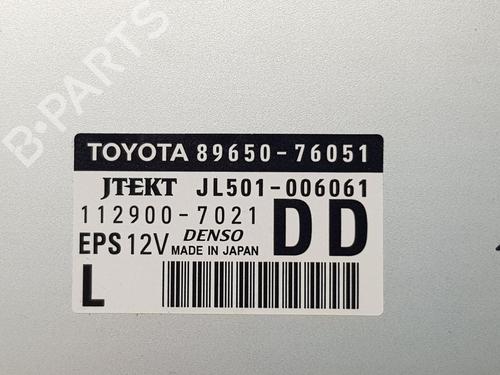 B-PARTS
TOYOTA 89650-76051
JTEKT JL501-006061
112900-7021 DD
EPS 12V DENSO MADE IN JAPAN
L